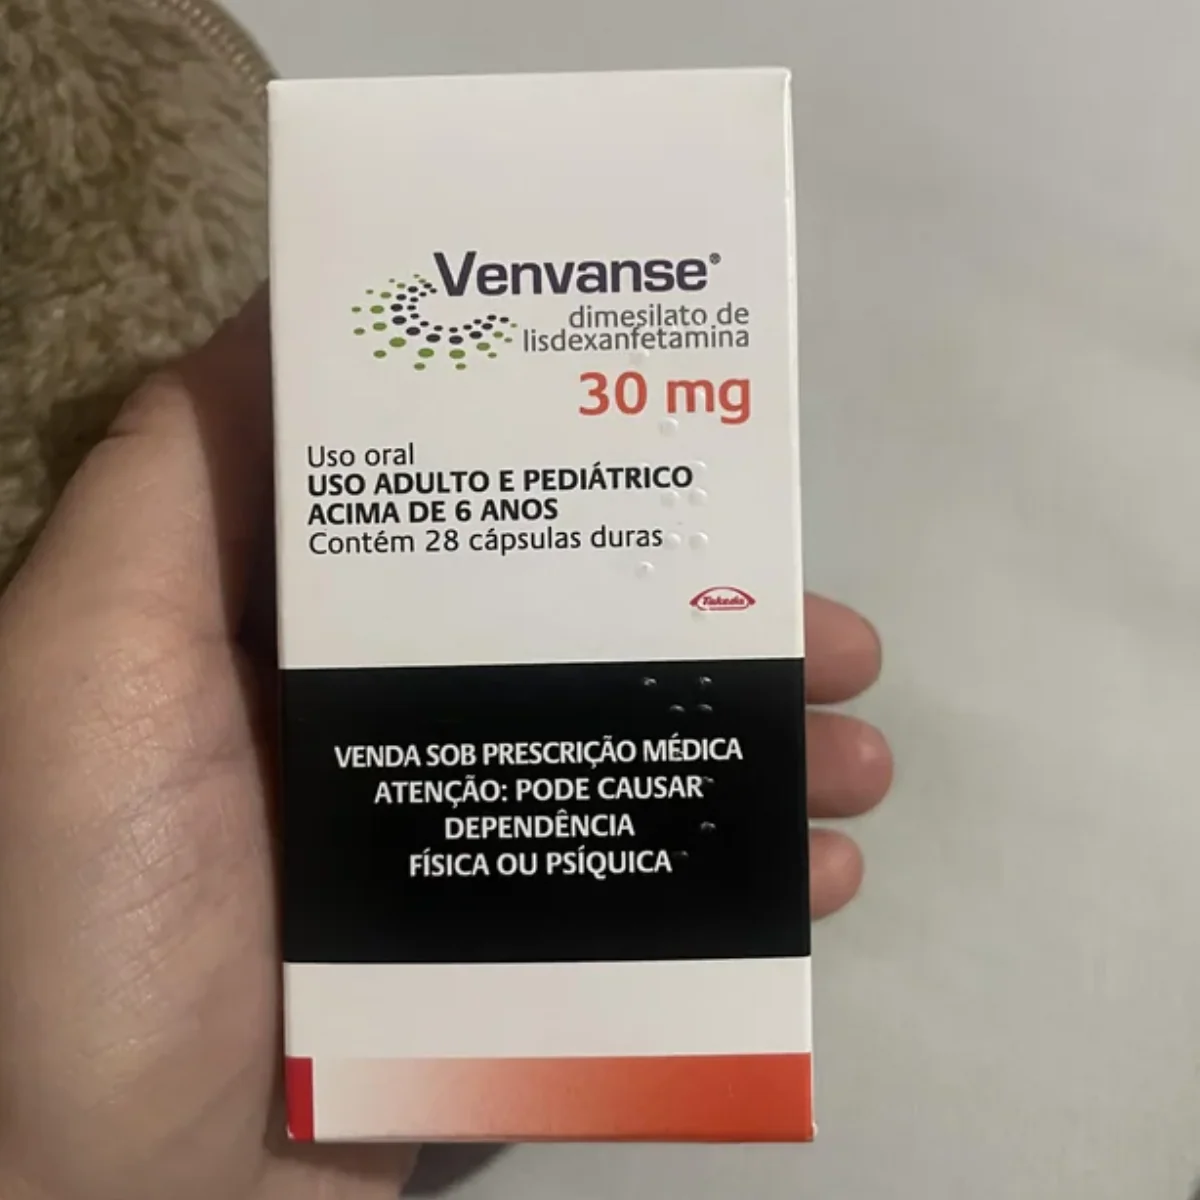 Venvanse®
dimesilato de
lisdexanfetamina
30 mg
Uso oral
USO ADULTO E PEDIÁTRICO
ACIMA DE 6 ANOS
Contém 28 cápsulas duras
Takeda
VENDA SOB PRESCRIÇÃO MÉDICA
ATENÇÃO: PODE CAUSAR
DEPENDÊNCIA
FÍSICA OU PSÍQUICA